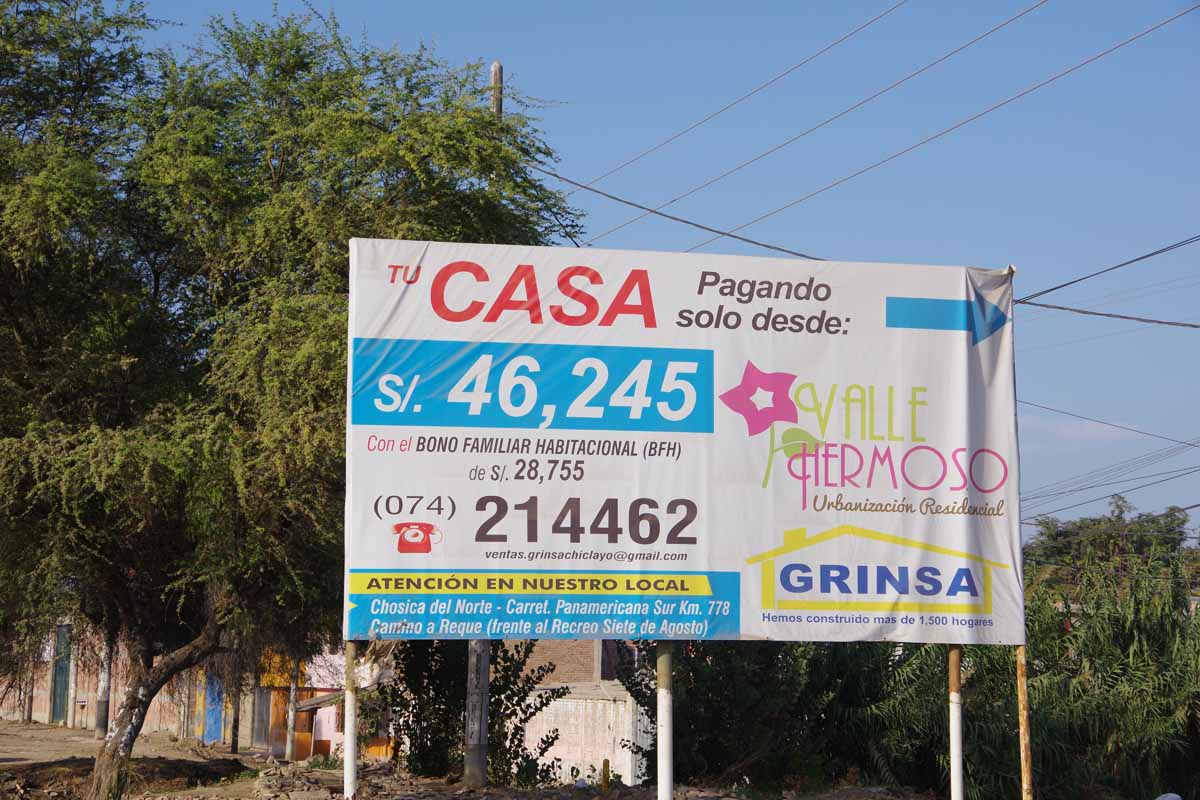 TU CASA
Pagando
solo desde:
S/. 46,245
Con el BONO FAMILIAR HABITACIONAL (BFH)
de S/. 28,755
(074) 214462
ventas.grinsachiclayo@gmail.com
ATENCIÓN EN NUESTRO LOCAL
Chosica del Norte - Carret. Panamericana Sur Km. 778
Camino a Reque (frente al Recreo Siete de Agosto)
VALLE
HERMOSO
Urbanización Residencial
GRINSA
Hemos construido más de 1,500 hogares